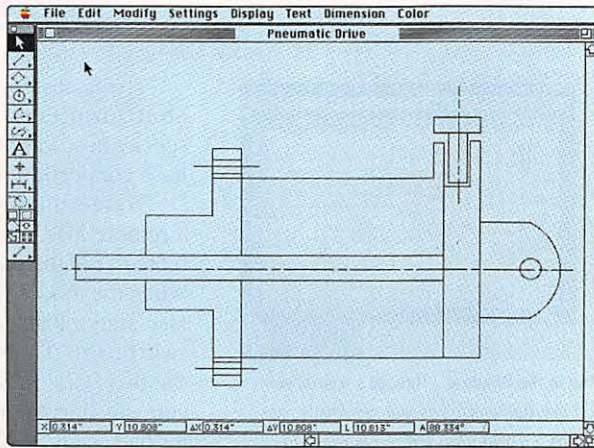 File Edit Modify Settings Display Text Dimension Color
Pneumatic Drive
A
X 0.314" Y 10.808" ΔX 0.314" ΔY 10.808" L 10.813" A 88.334°